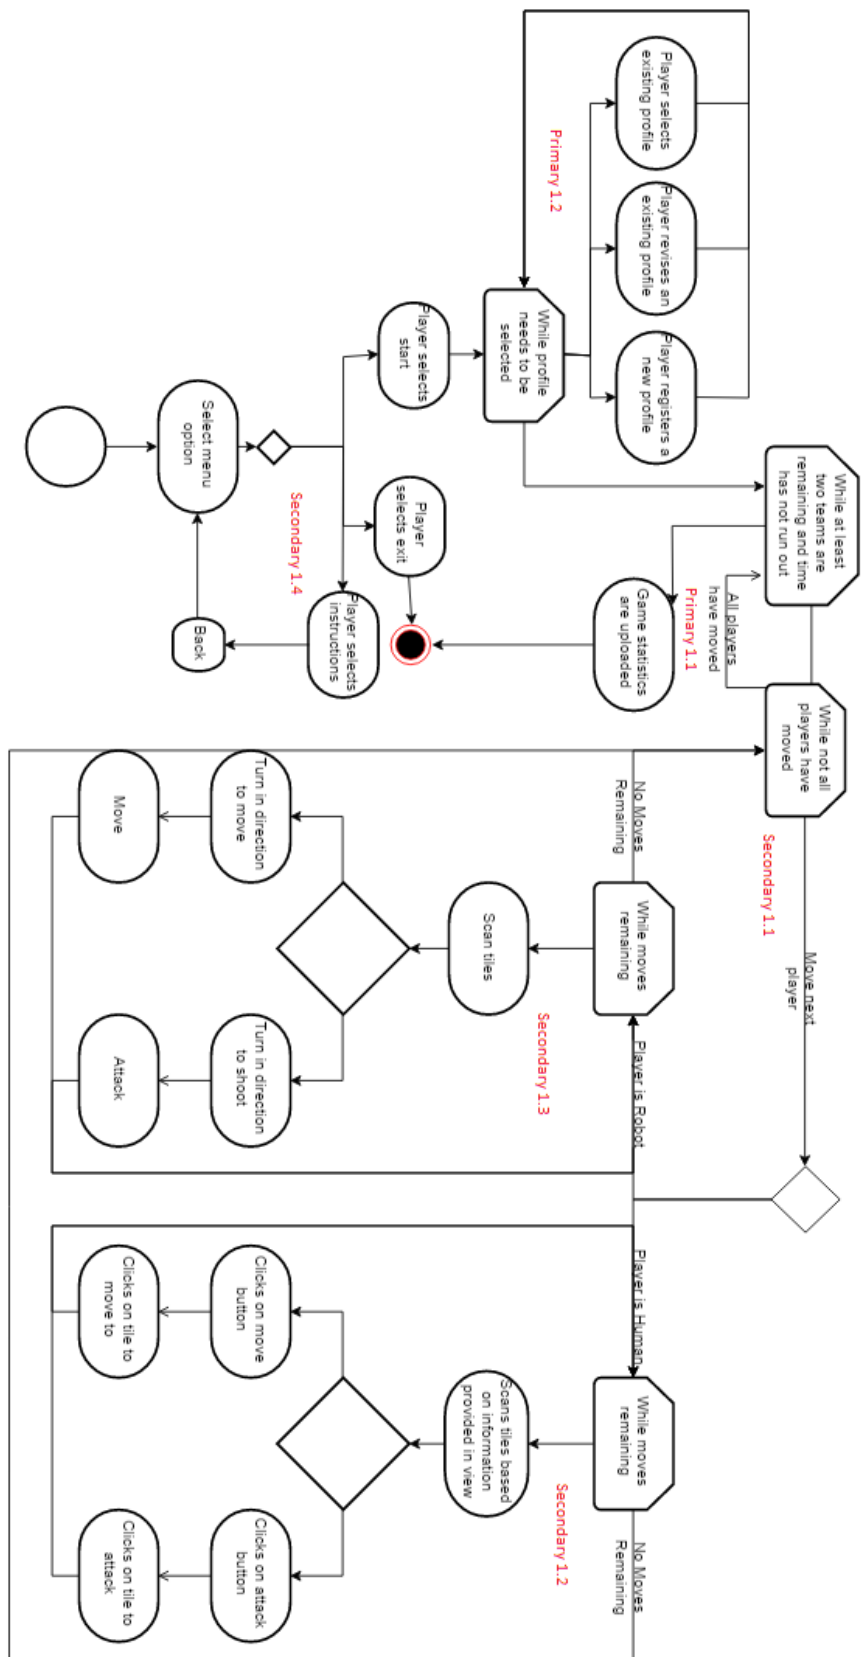 Player selects
existing profile
Player revises an
existing profile
Player registers a
new profile
Primary 1.2
While profile
needs to be
selected
Player selects
start
Select menu
option
Secondary 1.4
Player
selects exit
Player selects
instructions
Back
While at least
two teams are
remaining and time
has not run out
All players
have moved
Primary 1.1
Game statistics
are uploaded
While not all
players have
moved
Secondary 1.1
Move next
player
No Moves
Remaining
While moves
remaining
Player is Robot
Secondary 1.3
Scan tiles
Turn in direction
to move
Turn in direction
to shoot
Move
Attack
Player is Human
While moves
remaining
No Moves
Remaining
Secondary 1.2
Scans tiles based
on information
provided in view
Clicks on move
button
Clicks on attack
button
Clicks on tile to
move to
Clicks on tile to
attack